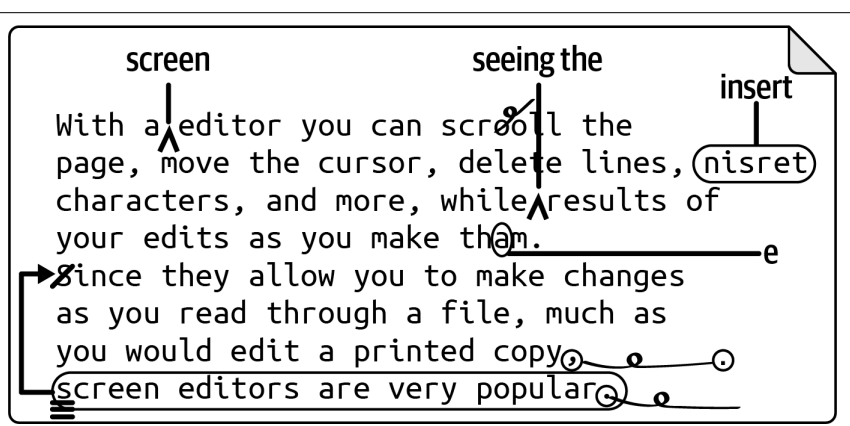 screen seeing the
insert
With a editor you can scrooll the
page, move the cursor, delete lines, nisret
characters, and more, while results of
your edits as you make tham.
e
Since they allow you to make changes
as you read through a file, much as
you would edit a printed copy, .
screen editors are very popular.